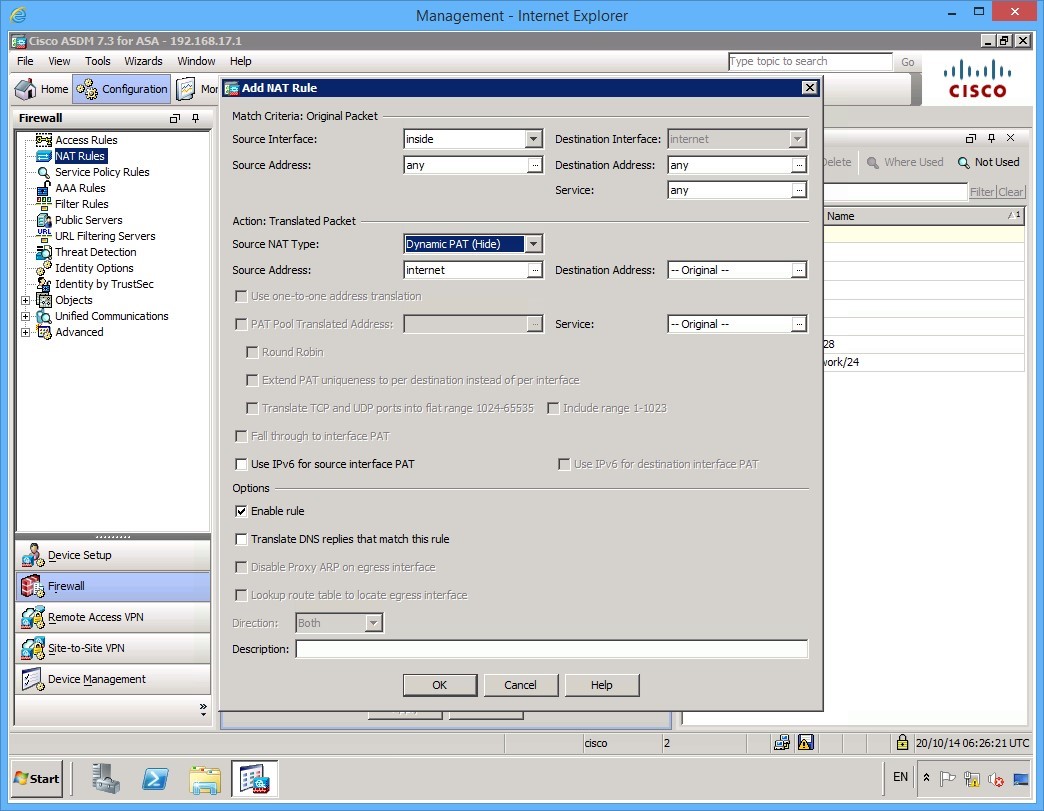 Management - Internet Explorer
Cisco ASDM 7.3 for ASA - 192.168.17.1
File View Tools Wizards Window Help
Type topic to search Go
CISCO
Home Configuration Mon
Firewall
Access Rules
NAT Rules
Service Policy Rules
AAA Rules
Filter Rules
Public Servers
URL URL Filtering Servers
Threat Detection
Identity Options
Identity by TrustSec
Objects
Unified Communications
Advanced
Device Setup
Firewall
Remote Access VPN
Site-to-Site VPN
Device Management
Add NAT Rule
Match Criteria: Original Packet
Source Interface: inside Destination Interface: internet
Source Address: any Destination Address: any
Service: any
Action: Translated Packet
Source NAT Type: Dynamic PAT (Hide)
Source Address: internet Destination Address: -- Original --
Use one-to-one address translation
PAT Pool Translated Address: Service: -- Original --
Round Robin
Extend PAT uniqueness to per destination instead of per interface
Translate TCP and UDP ports into flat range 1024-65535 Include range 1-1023
Fall through to interface PAT
Use IPv6 for source interface PAT Use IPv6 for destination interface PAT
Options
Enable rule
Translate DNS replies that match this rule
Disable Proxy ARP on egress interface
Lookup route table to locate egress interface
Direction: Both
Description:
OK Cancel Help
Delete Where Used Not Used
Filter Clear
Name 1
28
work/24
cisco 2 20/10/14 06:26:21 UTC
Start EN